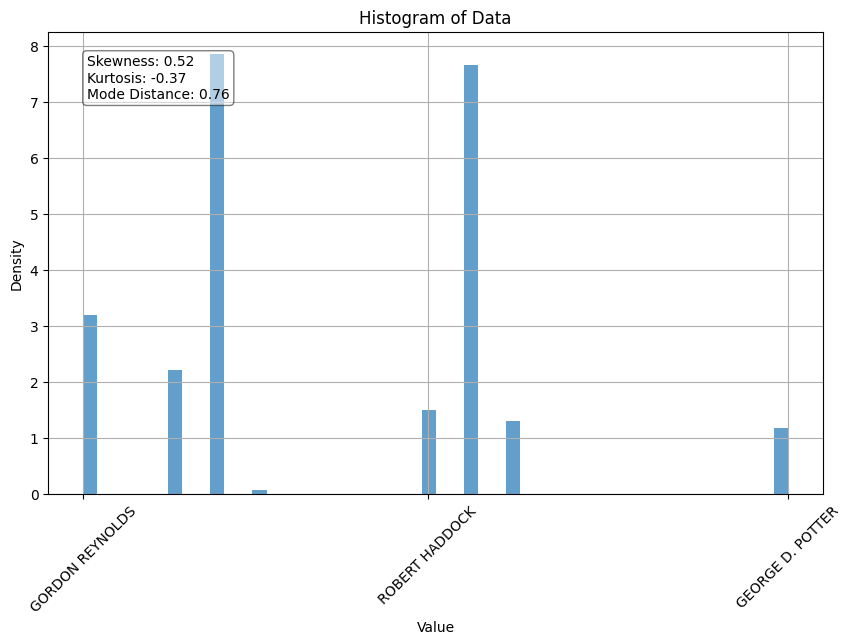 Histogram of Data
Skewness: 0.52
Kurtosis: -0.37
Mode Distance: 0.76
Density
8
7
6
5
4
3
2
1
0
GORDON REYNOLDS
ROBERT HADDOCK
GEORGE D. POTTER
Value